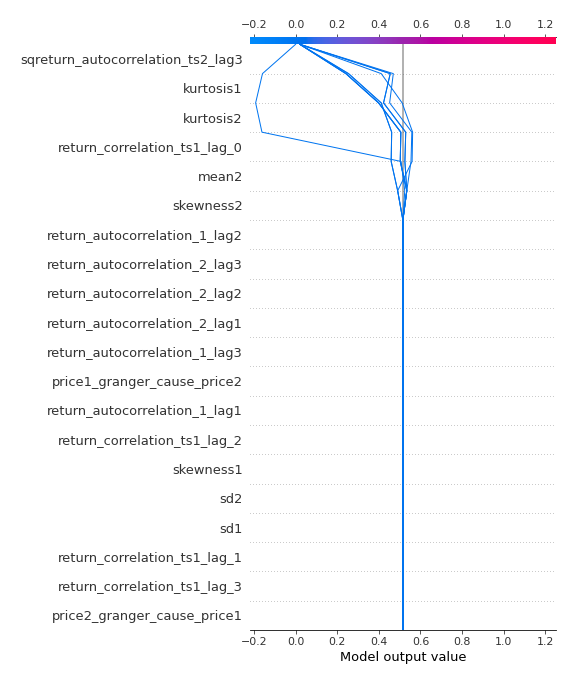 −0.2 0.0 0.2 0.4 0.6 0.8 1.0 1.2
sqreturn_autocorrelation_ts2_lag3
kurtosis1
kurtosis2
return_correlation_ts1_lag_0
mean2
skewness2
return_autocorrelation_1_lag2
return_autocorrelation_2_lag3
return_autocorrelation_2_lag2
return_autocorrelation_2_lag1
return_autocorrelation_1_lag3
price1_granger_cause_price2
return_autocorrelation_1_lag1
return_correlation_ts1_lag_2
skewness1
sd2
sd1
return_correlation_ts1_lag_1
return_correlation_ts1_lag_3
price2_granger_cause_price1
−0.2 0.0 0.2 0.4 0.6 0.8 1.0 1.2
Model output value